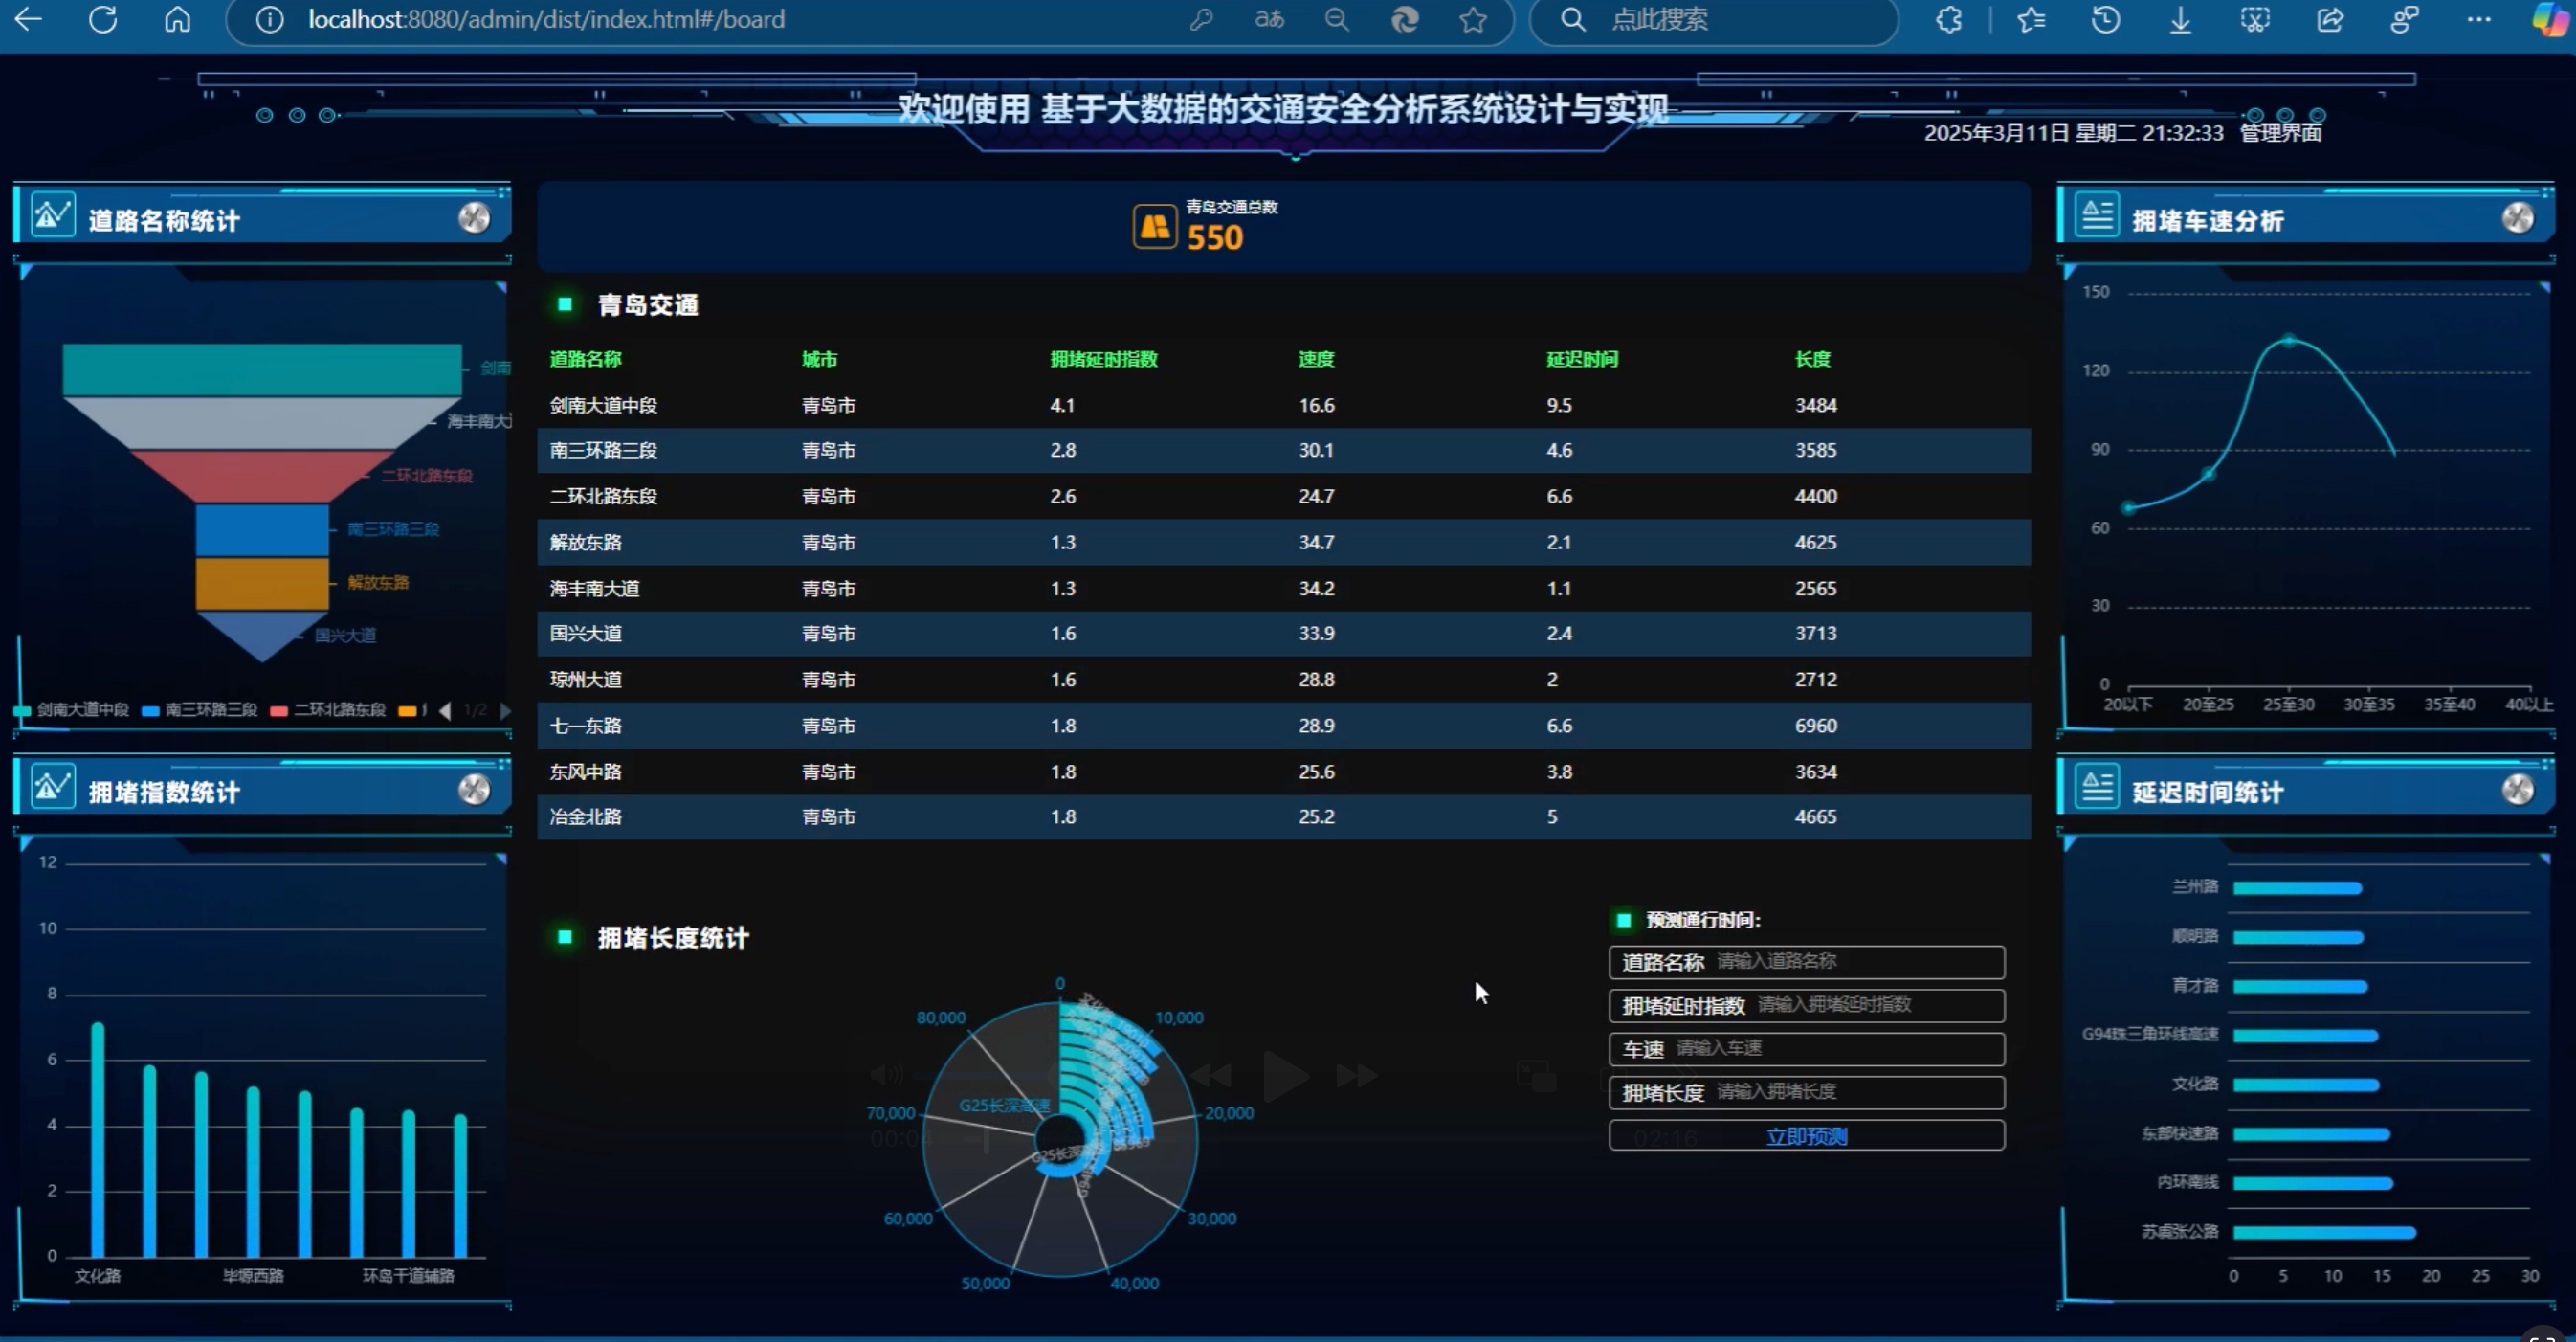 localhost:8080/admin/dist/index.html#/board
点此搜索
欢迎使用 基于大数据的交通安全分析系统设计与实现
2025年3月11日 星期二 21:32:33 管理界面
道路名称统计
剑南
海丰南大道
二环北路东段
南三环路三段
解放东路
国兴大道
剑南大道中段 南三环路三段 二环北路东段 1/2
拥堵指数统计
12
10
8
6
4
2
0
文化路 毕塬西路 环岛干道辅路
青岛交通总数
550
青岛交通
道路名称 城市 拥堵延时指数 速度 延迟时间 长度
剑南大道中段 青岛市 4.1 16.6 9.5 3484
南三环路三段 青岛市 2.8 30.1 4.6 3585
二环北路东段 青岛市 2.6 24.7 6.6 4400
解放东路 青岛市 1.3 34.7 2.1 4625
海丰南大道 青岛市 1.3 34.2 1.1 2565
国兴大道 青岛市 1.6 33.9 2.4 3713
琼州大道 青岛市 1.6 28.8 2 2712
七一东路 青岛市 1.8 28.9 6.6 6960
东风中路 青岛市 1.8 25.6 3.8 3634
冶金北路 青岛市 1.8 25.2 5 4665
拥堵长度统计
0
10,000
20,000
30,000
40,000
50,000
60,000
70,000
80,000
G25长深高速
00:04
02:16
预测通行时间:
道路名称 请输入道路名称
拥堵延时指数 请输入拥堵延时指数
车速 请输入车速
拥堵长度 请输入拥堵长度
立即预测
拥堵车速分析
150
120
90
60
30
0
20以下 20至25 25至30 30至35 35至40 40以上
延迟时间统计
兰州路
顺明路
育才路
G94珠三角环线高速
文化路
东部快速路
内环南线
苏虞张公路
0 5 10 15 20 25 30